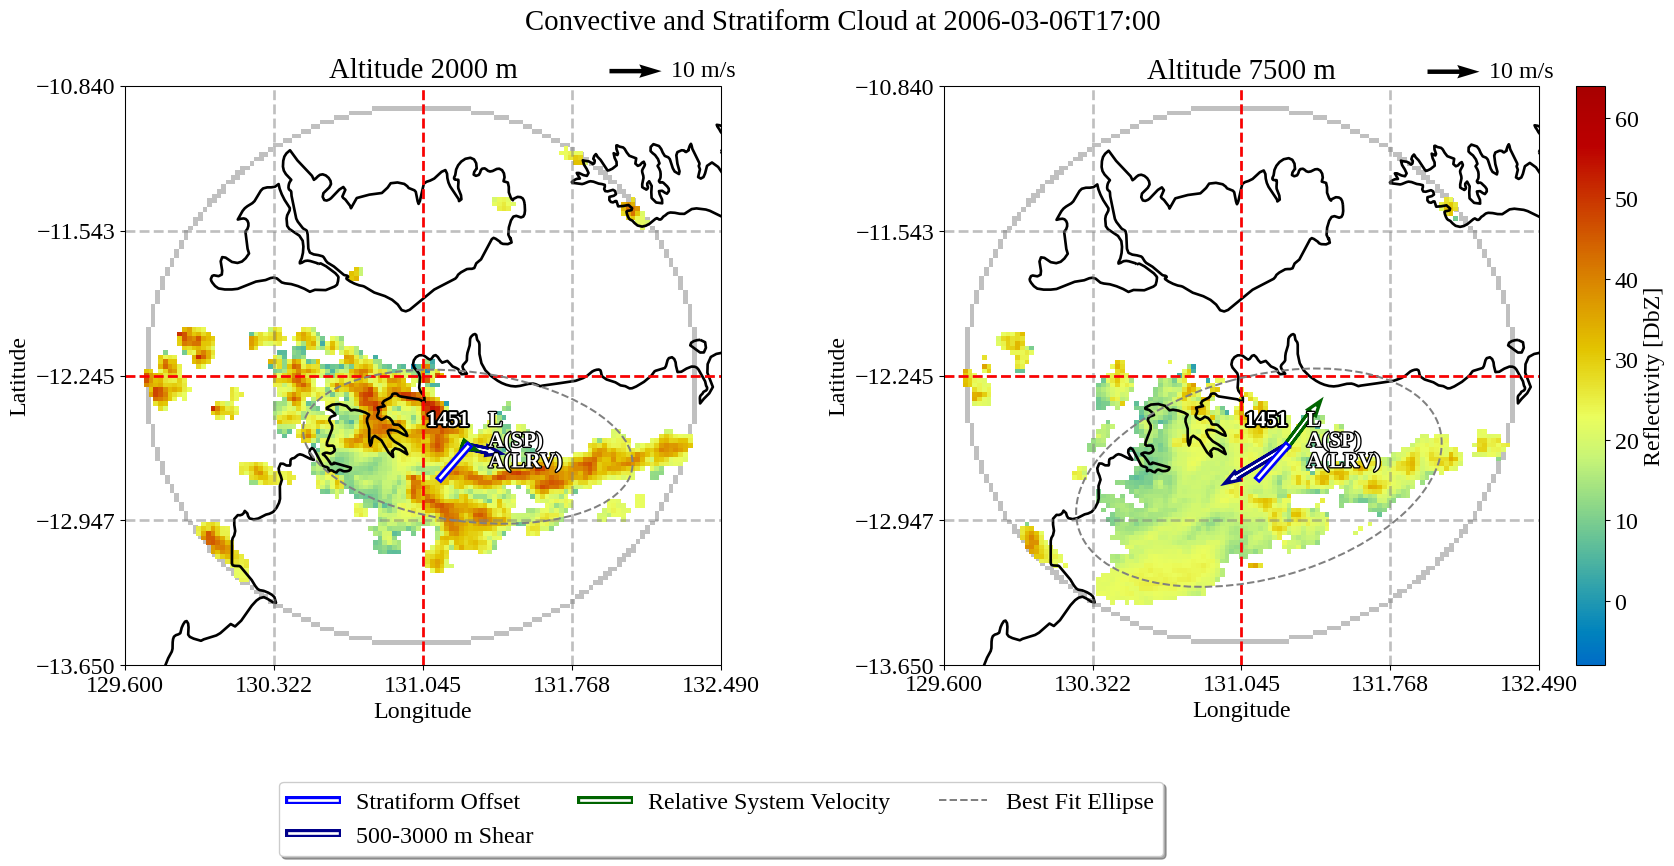 Convective and Stratiform Cloud at 2006-03-06T17:00
Altitude 2000 m
10 m/s
−10.840
−11.543
−12.245
−12.947
−13.650
Latitude
1451
L
A(SP)
A(LRV)
129.600
130.322
131.045
131.768
132.490
Longitude
Altitude 7500 m
10 m/s
−10.840
−11.543
−12.245
−12.947
−13.650
Latitude
1451
L
A(SP)
A(LRV)
129.600
130.322
131.045
131.768
132.490
Longitude
60
50
40
30
20
10
0
Reflectivity [DbZ]
Stratiform Offset
500-3000 m Shear
Relative System Velocity
Best Fit Ellipse